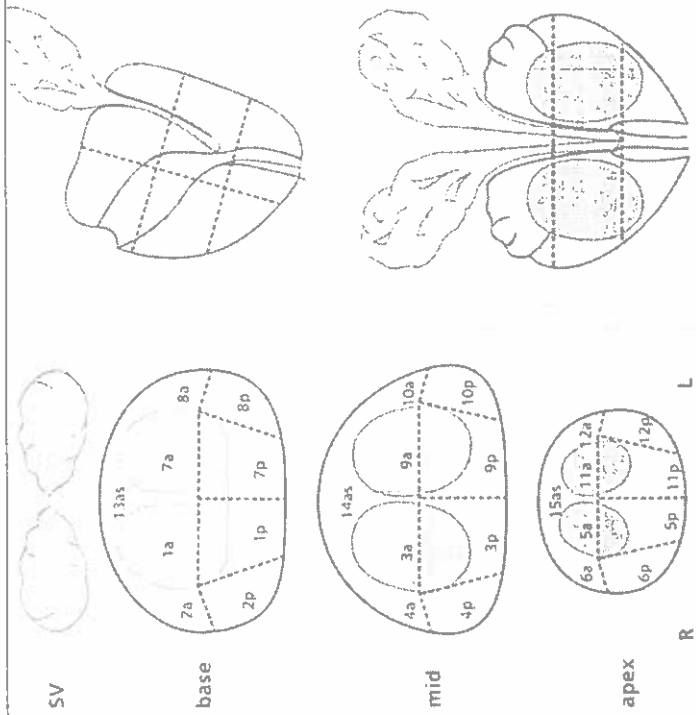 SV
base
13as
2a 1a 7a 8a
2p 1p 7p 8p
mid
14as
4a 3a 9a 10a
4p 3p 9p 10p
apex
15as
6a 5a 11a 12a
6p 5p 11p 12p
R L